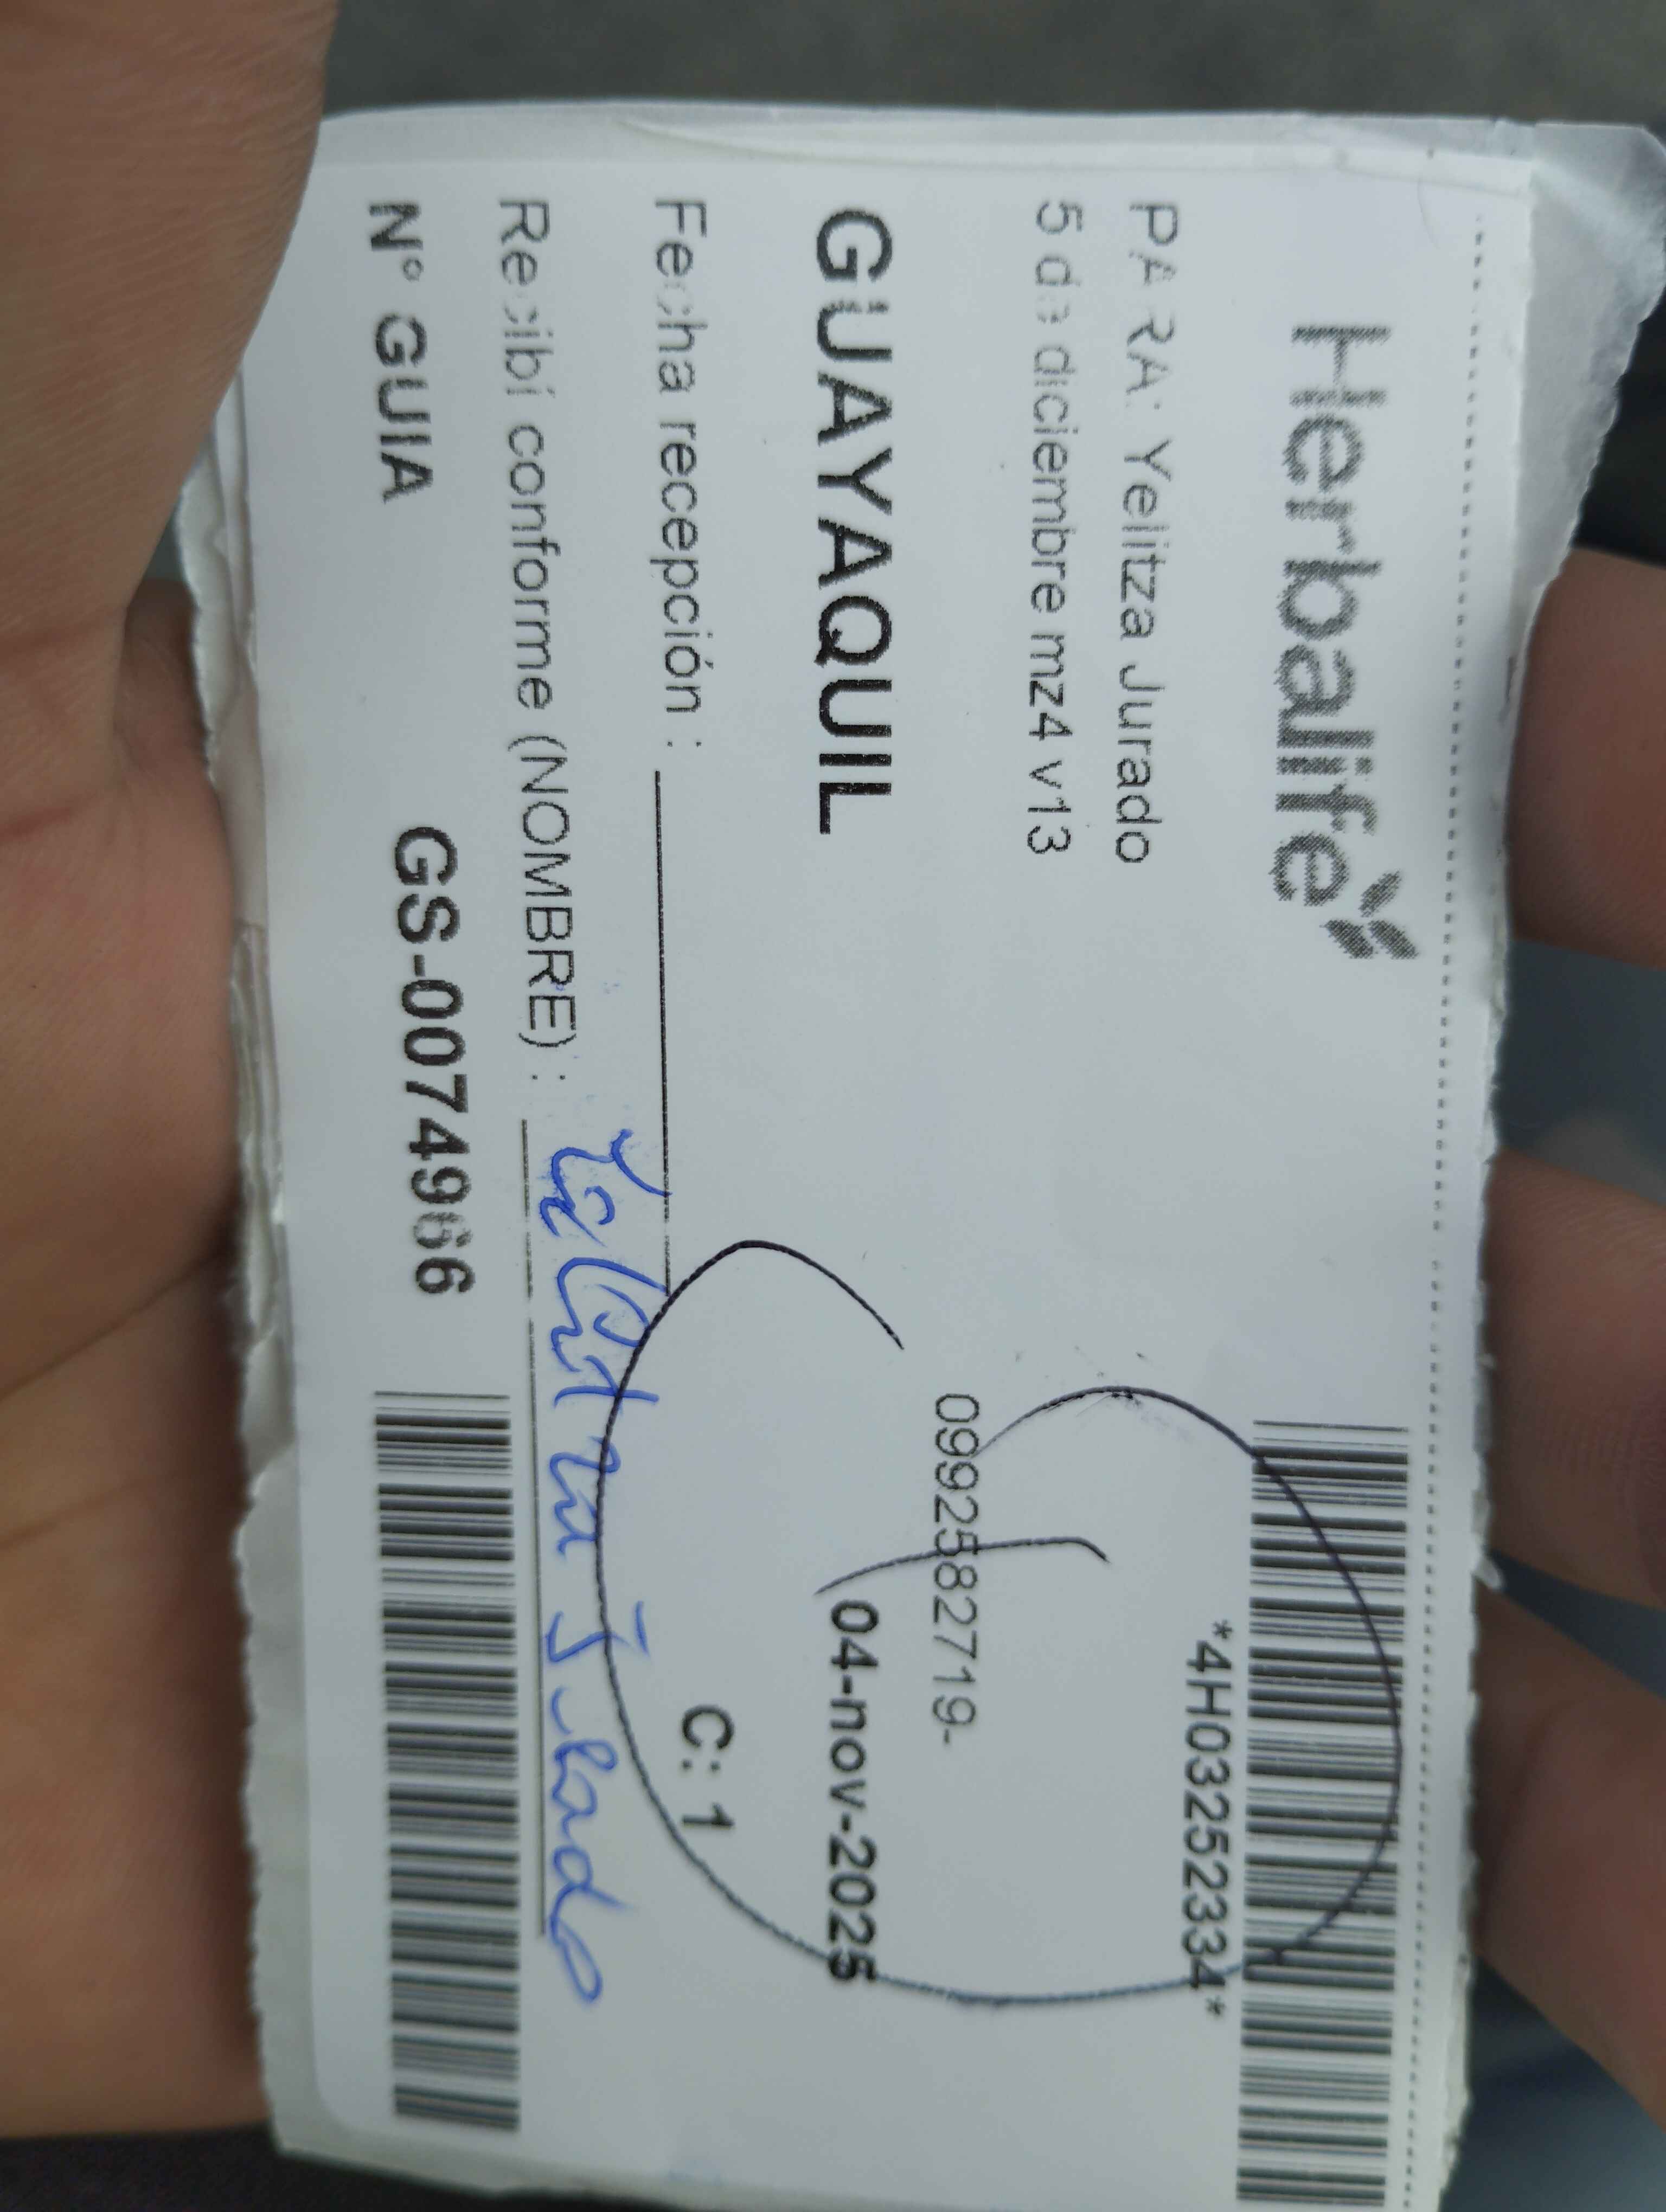 Herbalife
*4H03252334*
PARA: Yelitza Jurado
5 de diciembre mz4 v13
0992582719-
GUAYAQUIL
04-nov-2025
Fecha recepción :
C: 1
Recibí conforme (NOMBRE) : Yelitza Jurado
N° GUIA GS-0074966